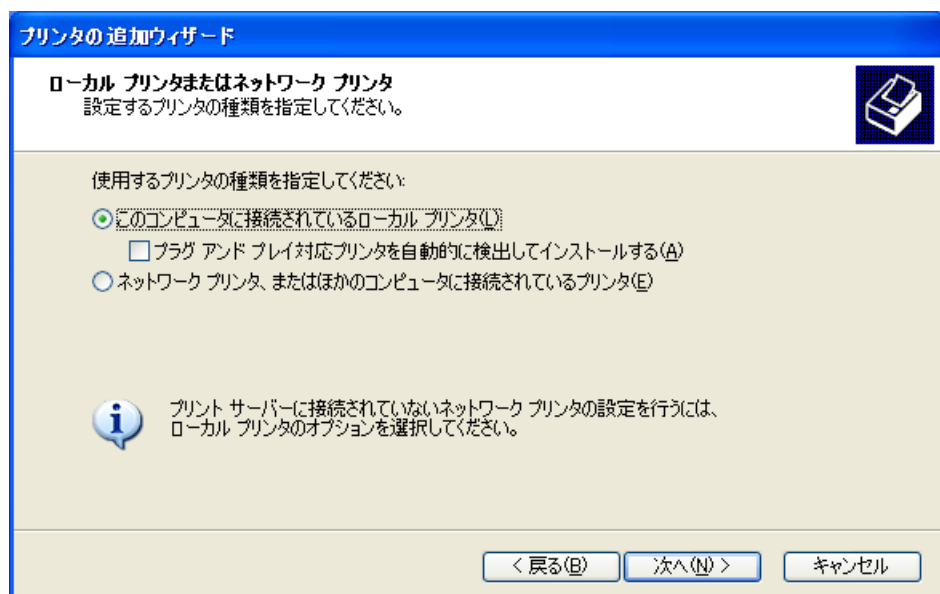 プリンタの追加ウィザード
ローカル プリンタまたはネットワーク プリンタ
設定するプリンタの種類を指定してください。
使用するプリンタの種類を指定してください:
このコンピュータに接続されているローカル プリンタ(L)
プラグ アンド プレイ対応プリンタを自動的に検出してインストールする(A)
ネットワーク プリンタ、またはほかのコンピュータに接続されているプリンタ(E)
プリント サーバーに接続されていないネットワーク プリンタの設定を行うには、
ローカル プリンタのオプションを選択してください。
< 戻る(B) 次へ(N) > キャンセル